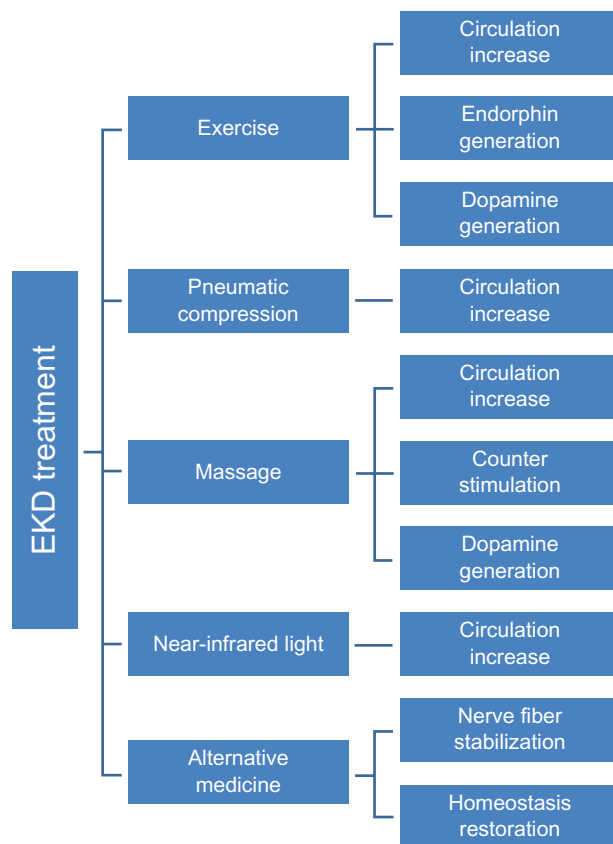 EKD treatment
Exercise
Circulation
increase
Endorphin
generation
Dopamine
generation
Pneumatic
compression
Circulation
increase
Massage
Circulation
increase
Counter
stimulation
Dopamine
generation
Near-infrared light
Circulation
increase
Alternative
medicine
Nerve fiber
stabilization
Homeostasis
restoration